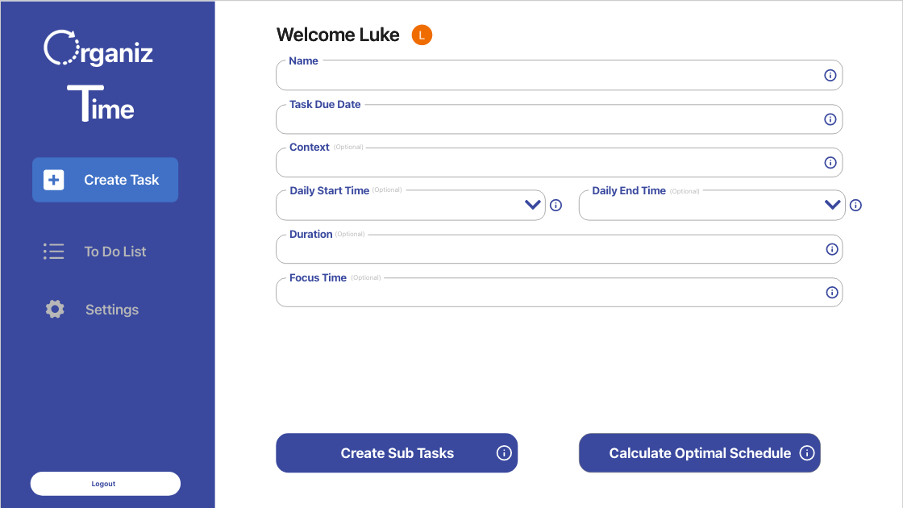 Organiz
Time
Create Task
To Do List
Settings
Logout
Welcome Luke L
Name
Task Due Date
Context (Optional)
Daily Start Time (Optional) Daily End Time (Optional)
Duration (Optional)
Focus Time (Optional)
Create Sub Tasks Calculate Optimal Schedule